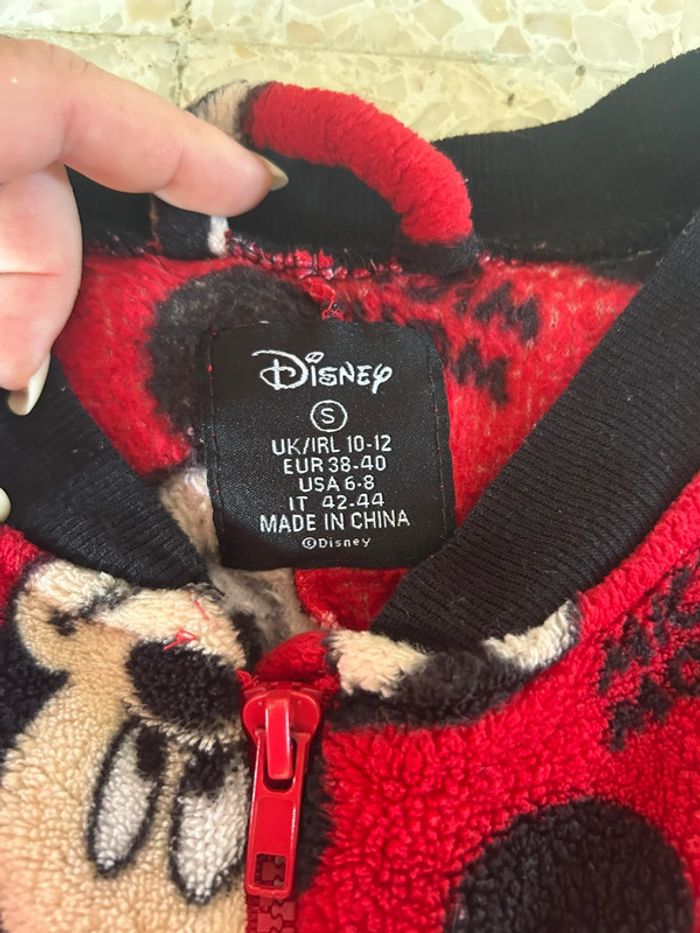 Disney
S
UK/IRL 10-12
EUR 38-40
USA 6-8
IT 42-44
MADE IN CHINA
©Disney